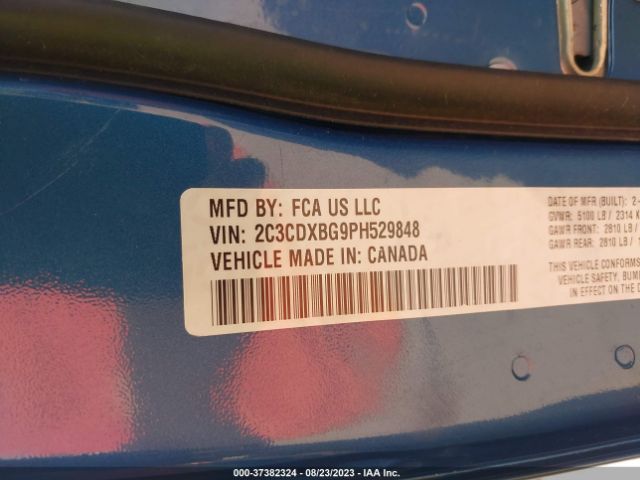 MFD BY: FCA US LLC
VIN: 2C3CDXBG9PH529848
VEHICLE MADE IN: CANADA
DATE OF MFR (BUILT): 2-
GVWR: 5100 LB / 2314 K
GAWR FRONT: 2810 LB /
GAWR REAR: 2810 LB / 1
THIS VEHICLE CONFORMS
VEHICLE SAFETY, BUM
IN EFFECT ON THE D
000-37382324 - 08/23/2023 - IAA Inc.